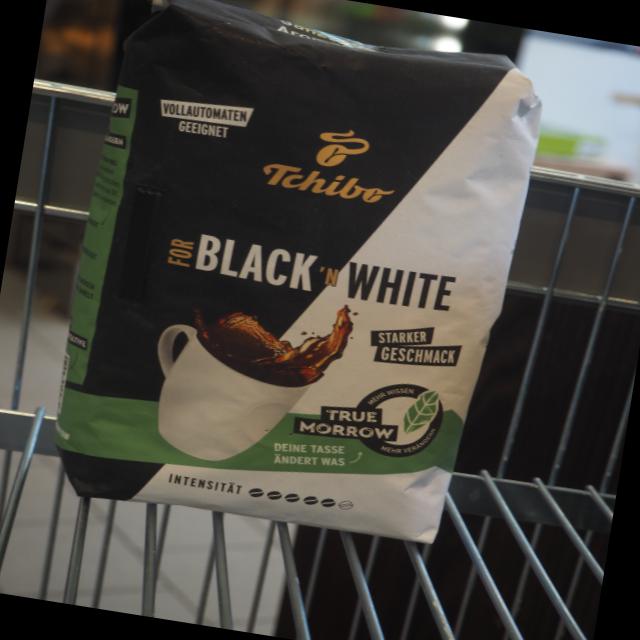 VOLLAUTOMATEN
GEEIGNET
Tchibo
FOR BLACK 'N WHITE
STARKER
GESCHMACK
MEHR WISSEN
TRUE
MORROW
MEHR VERÄNDERN
DEINE TASSE
ÄNDERT WAS
INTENSITÄT